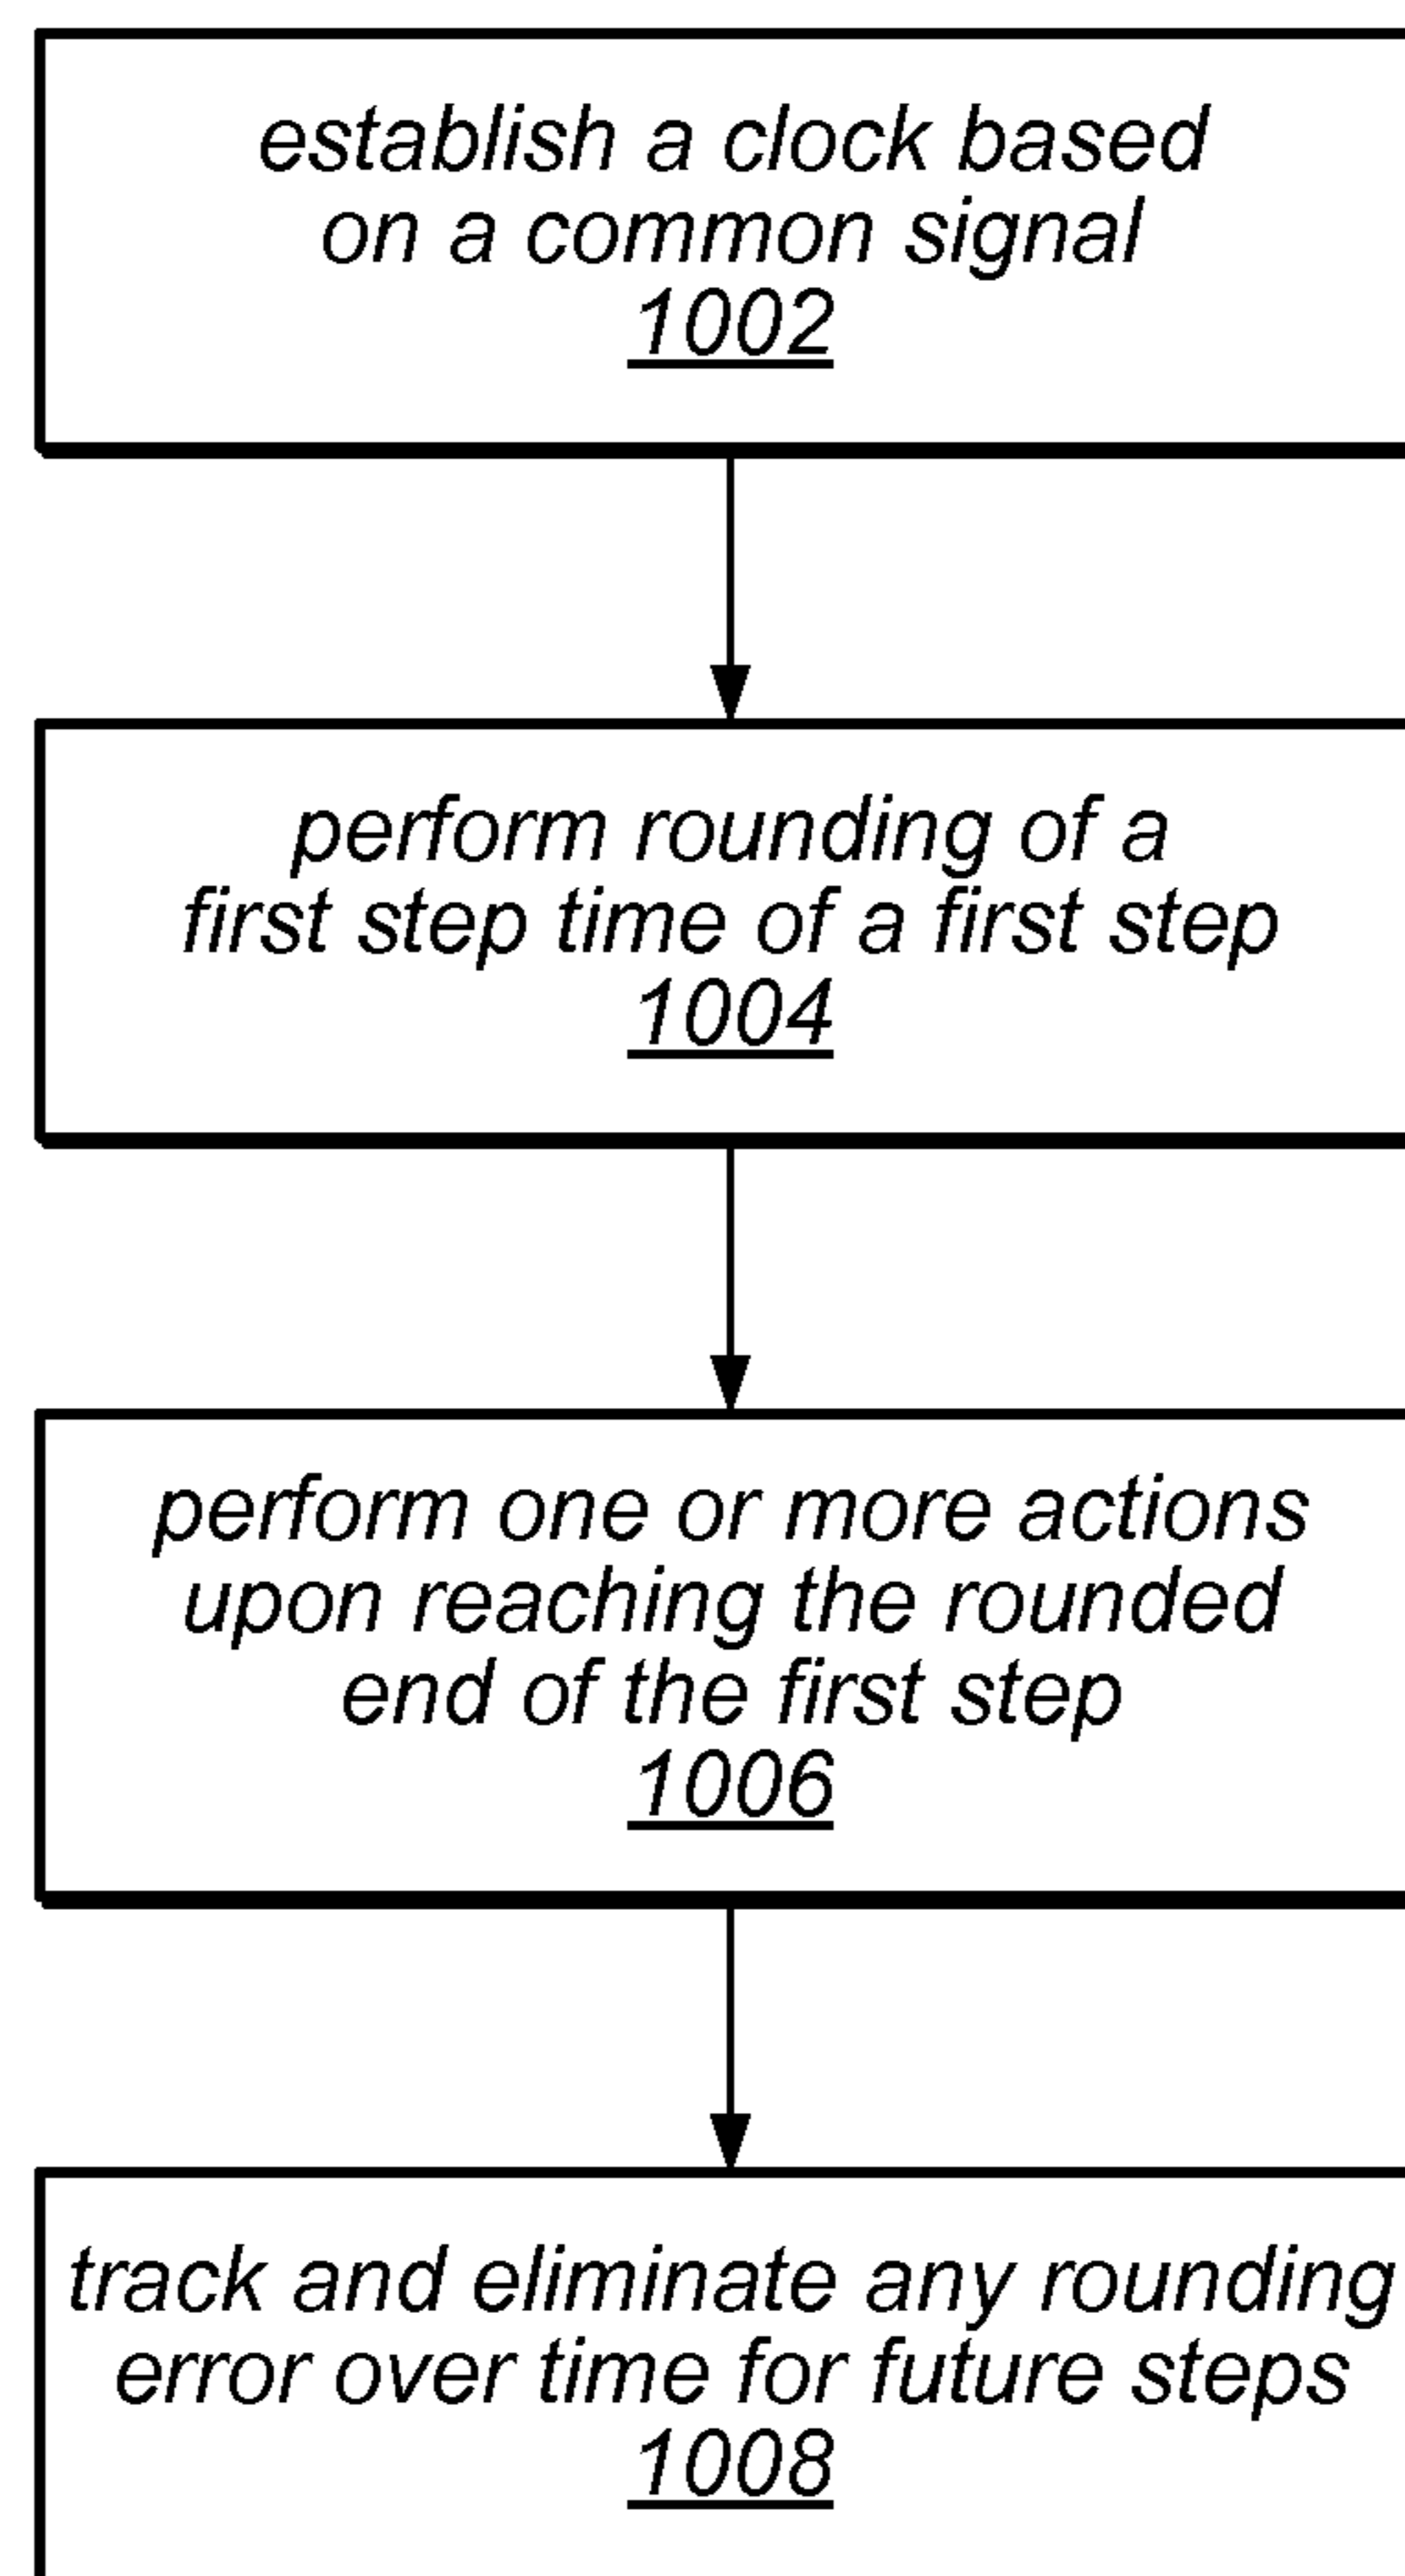 establish a clock based
on a common signal
1002
perform rounding of a
first step time of a first step
1004
perform one or more actions
upon reaching the rounded
end of the first step
1006
track and eliminate any rounding
error over time for future steps
1008